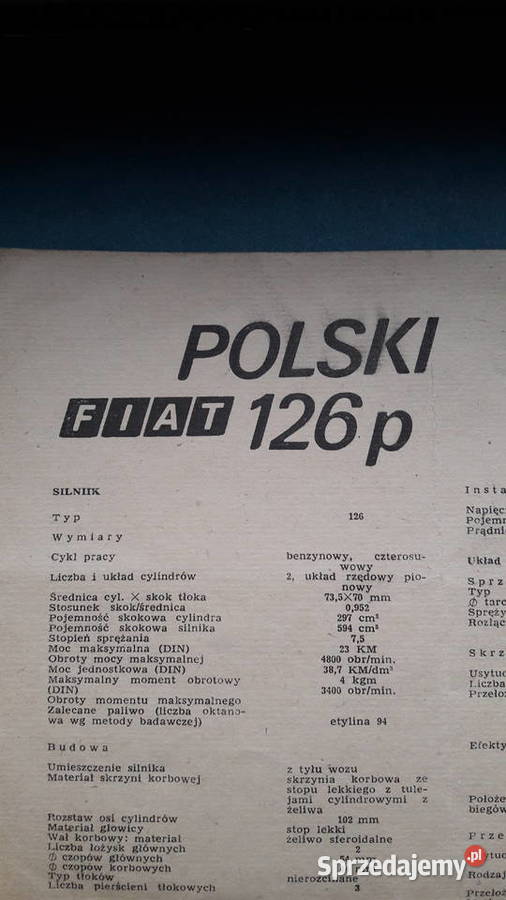 POLSKI
FIAT 126p
SILNIK
Typ 126
Wymiary
Cykl pracy benzynowy, czterosu-
wowy
Liczba i układ cylindrów 2, układ rzędowy pio-
nowy
Średnica cyl. X skok tłoka 73,5X70 mm
Stosunek skok/średnica 0,952
Pojemność skokowa cylindra 297 cm³
Pojemność skokowa silnika 594 cm³
Stopień sprężania 7,5
Moc maksymalna (DIN) 23 KM
Obroty mocy maksymalnej 4800 obr/min.
Moc jednostkowa (DIN) 38,7 KM/dm³
Maksymalny moment obrotowy 4 kgm
(DIN) 3400 obr/min.
Obroty momentu maksymalnego
Zalecane paliwo (liczba oktano-
wa wg metody badawczej) etylina 94
Budowa
Umieszczenie silnika z tyłu wozu
Materiał skrzyni korbowej skrzynia korbowa ze
stopu lekkiego z tule-
jami cylindrowymi z
żeliwa
Rozstaw osi cylindrów 102 mm
Materiał głowicy stop lekki
Wał korbowy: materiał żeliwo sferoidalne
Liczba łożysk głównych 2
Ø czopów głównych
Ø czopów korbowych
Typ tłoków
Liczba pierścieni tłokowych 3
Insta
Napięc
Pojemn
Prądni
Układ
Sprz
Typ
Ø tarc
Spręży
Rozłąc
Skrz
Usytuo
Liczba
Przeło
Efekty
Położe
biegów
Prze
Rodzaj
Przeło
Sprzedajemy.pl